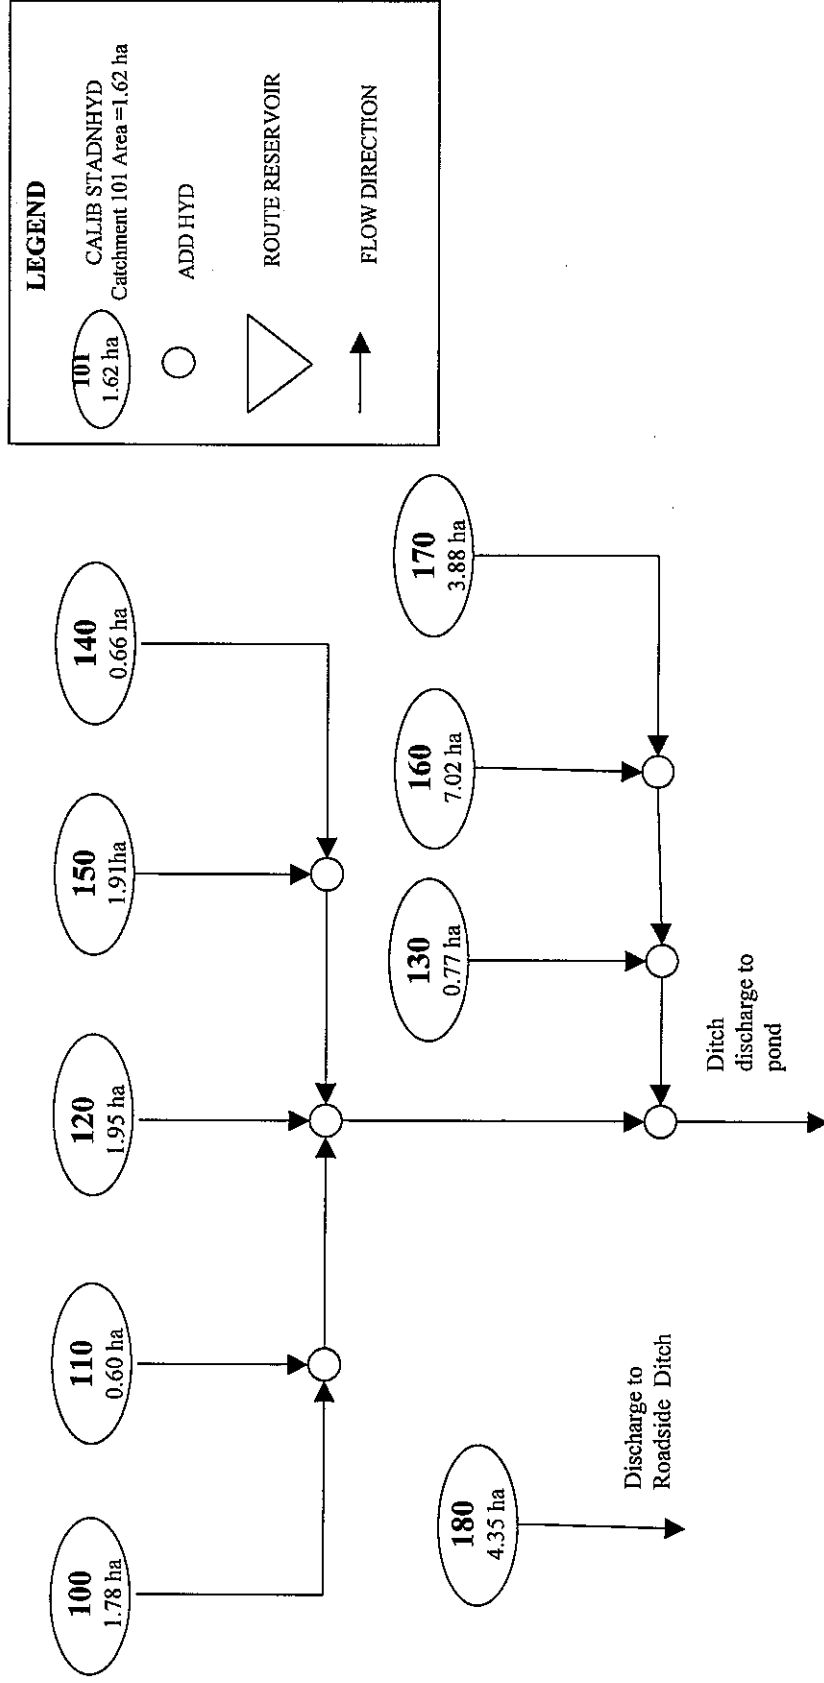 LEGEND
101
1.62 ha
CALIB STADNHYD
Catchment 101 Area =1.62 ha
ADD HYD
ROUTE RESERVOIR
FLOW DIRECTION
100
1.78 ha
110
0.60 ha
120
1.95 ha
150
1.91ha
140
0.66 ha
180
4.35 ha
130
0.77 ha
160
7.02 ha
170
3.88 ha
Discharge to
Roadside Ditch
Ditch
discharge to
pond